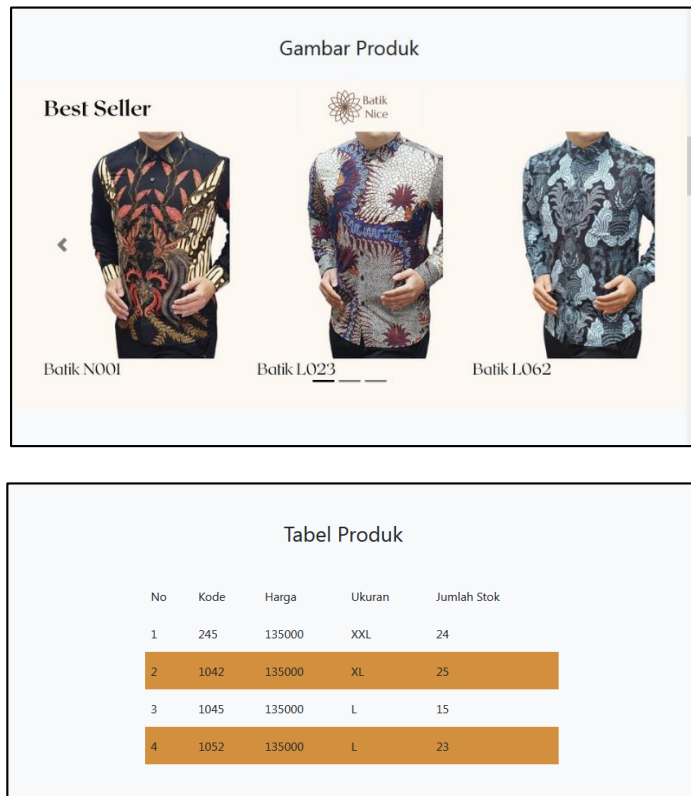 Gambar Produk
Best Seller
Batik
Nice
Batik N001 Batik L023 Batik L062
Tabel Produk
No Kode Harga Ukuran Jumlah Stok
1 245 135000 XXL 24
2 1042 135000 XL 25
3 1045 135000 L 15
4 1052 135000 L 23